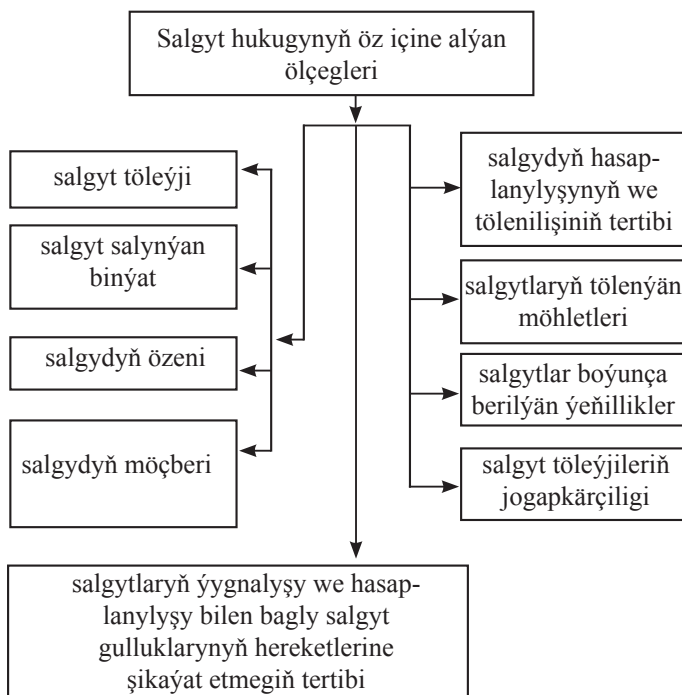 Salgyt hukugynyň öz içine alýan
ölçegleri
salgyt töleýji
salgyt salynýan
binýat
salgydyň özeni
salgydyň möçberi
salgydyň hasap-
lanylyşynyň we
tölenilişiniň tertibi
salgytlaryň tölenýän
möhletleri
salgytlar boýunça
berilýän ýeňillikler
salgyt töleýjileriň
jogapkärçiligi
salgytlaryň ýygnalyşy we hasap-
lanylyşy bilen bagly salgyt
gulluklarynyň hereketlerine
şikaýat etmegiň tertibi